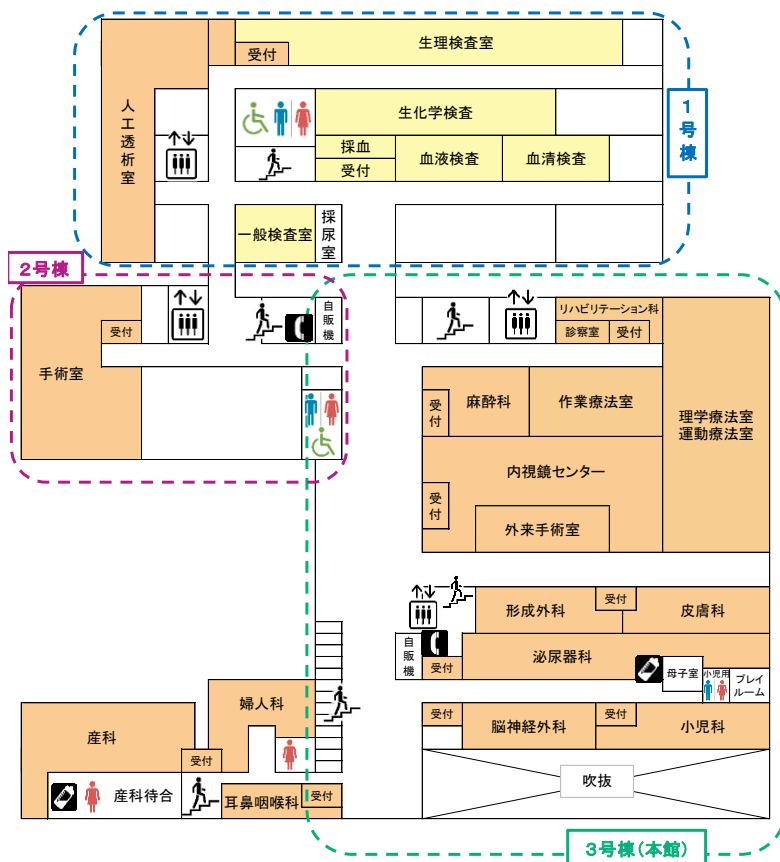 生理検査室
受付
人工透析室
生化学検査
1号棟
採血
受付
血液検査
血清検査
一般検査室
採尿室
2号棟
自販機
リハビリテーション科
受付
診察室
受付
手術室
受付
麻酔科
作業療法室
理学療法室
運動療法室
内視鏡センター
受付
外来手術室
形成外科
受付
皮膚科
自販機
受付
泌尿器科
母子室
小児用
プレイ
ルーム
婦人科
産科
受付
受付
脳神経外科
受付
小児科
産科待合
耳鼻咽喉科
受付
吹抜
3号棟(本館)